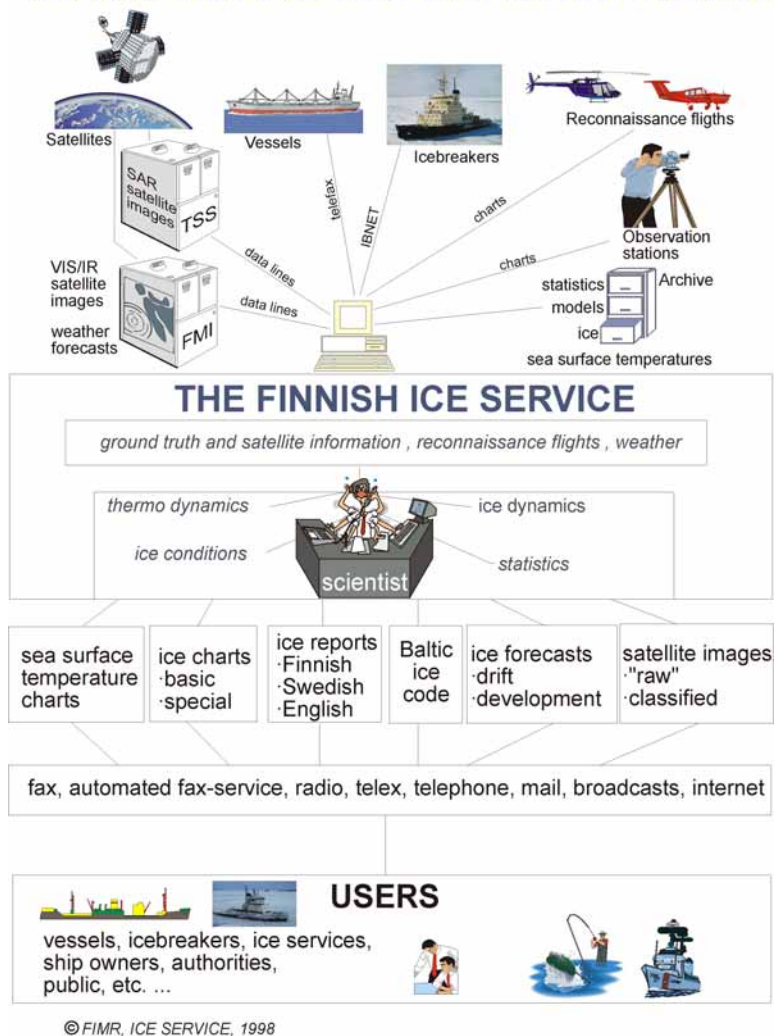 Satellites
Vessels
Icebreakers
Reconnaissance fligths
SAR
satellite
images
TSS
telefax
IBNET
charts
Observation
stations
data lines
charts
VIS/IR
satellite
images
data lines
weather
forecasts
FMI
statistics
Archive
models
ice
sea surface temperatures
THE FINNISH ICE SERVICE
ground truth and satellite information , reconnaissance flights , weather
thermo dynamics
ice dynamics
ice conditions
statistics
scientist
sea surface
temperature
charts
ice charts
·basic
·special
ice reports
·Finnish
·Swedish
·English
Baltic
ice
code
ice forecasts
·drift
·development
satellite images
·"raw"
·classified
fax, automated fax-service, radio, telex, telephone, mail, broadcasts, internet
USERS
vessels, icebreakers, ice services,
ship owners, authorities,
public, etc. ...
© FIMR, ICE SERVICE, 1998